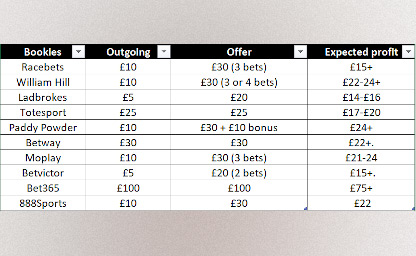 Bookies Outgoing Offer Expected profit
Racebets £10 £30 (3 bets) £15+
William Hill £10 £30 (3 or 4 bets) £22-24+
Ladbrokes £5 £20 £14-£16
Totesport £25 £25 £17-£20
Paddy Powder £10 £30 + £10 bonus £24+
Betway £30 £30 £22+.
Moplay £10 £30 (3 bets) £21-24
Betvictor £5 £20 (2 bets) £15+.
Bet365 £100 £100 £75+
888Sports £10 £30 £22